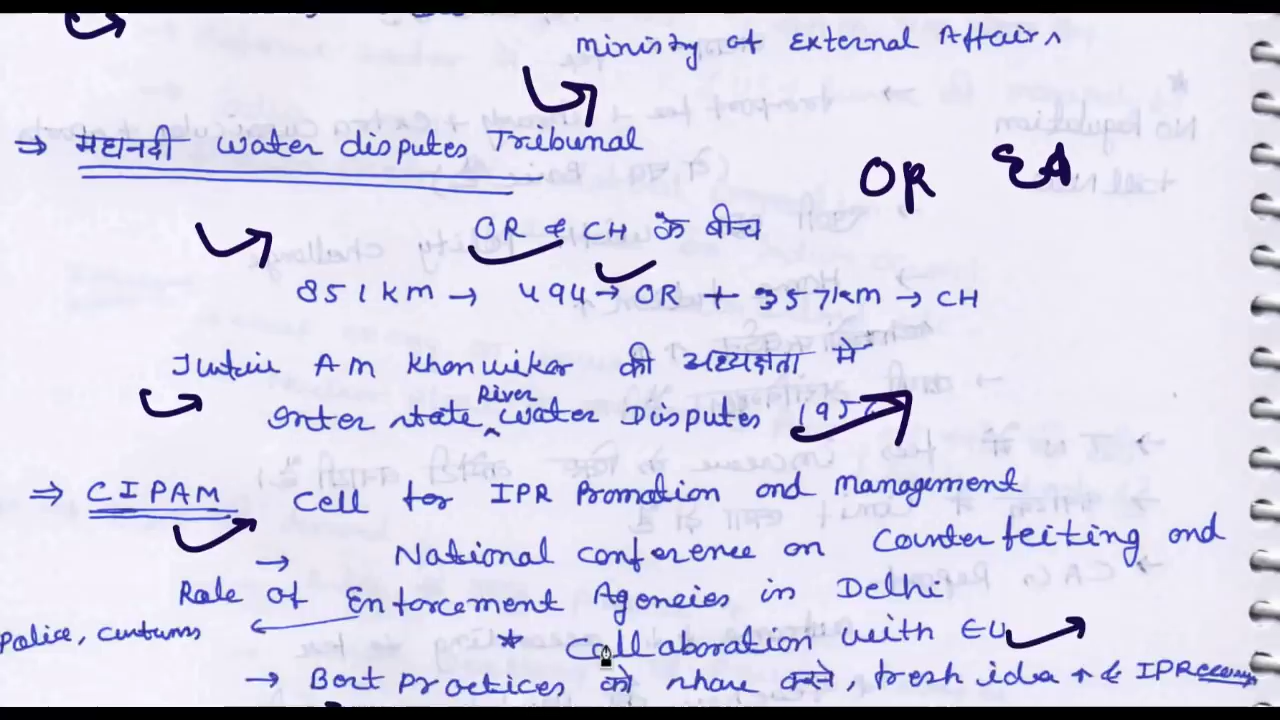 ministry of External Affairs
⇒ महानदी water disputes Tribunal
OR EA
OR & CH के बीच
851 km → 494 → OR + 357 km → CH
Justice AM Khanwikar की अध्यक्षता में
Inter state River water Disputes 1956
⇒ CIPAM Cell for IPR Promotion and management
→ National conference on Counterfeiting and
Role of Enforcement Agencies in Delhi
Police, customs
* Collaboration with EU
→ Best Practices को share करने, fresh idea & IPR